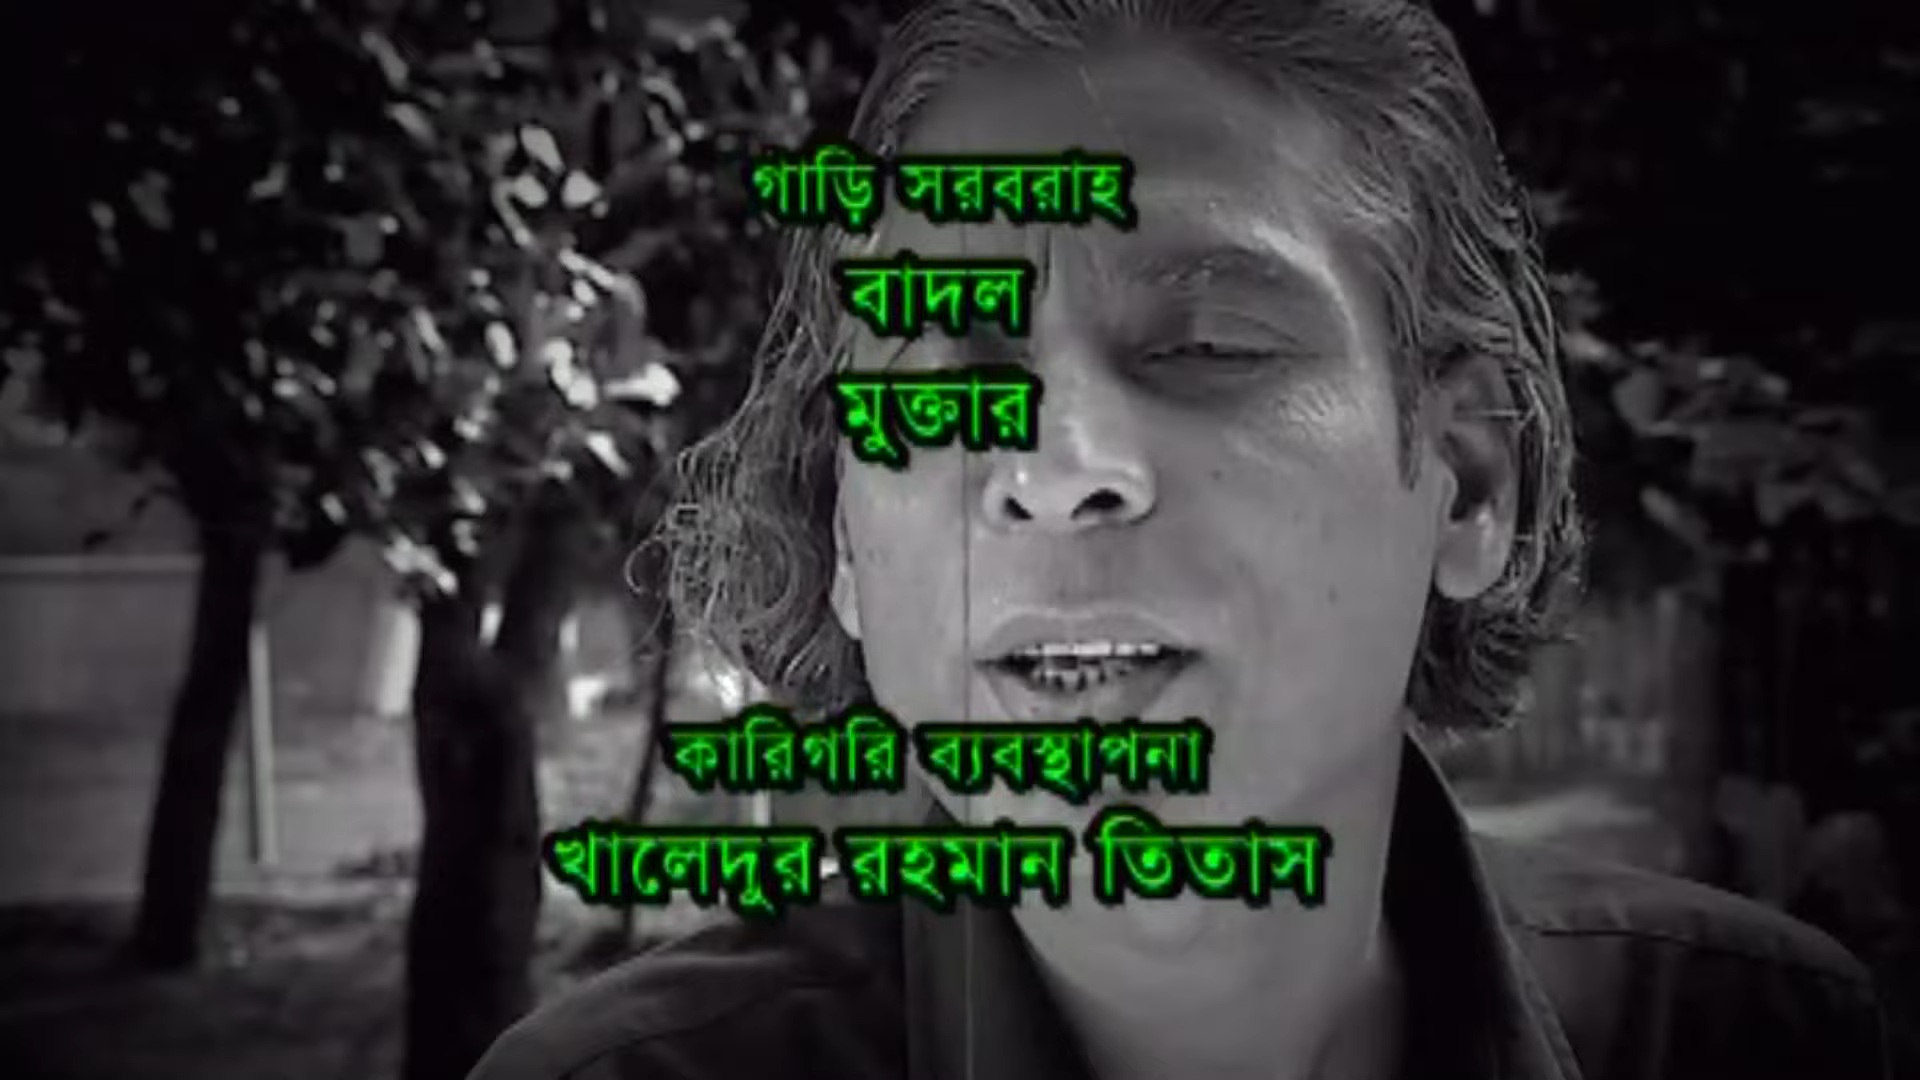 গাড়ি সরবরাহ
বাদল
মুক্তার
কারিগরি ব্যবস্থাপনা
খালেদুর রহমান তিতাস